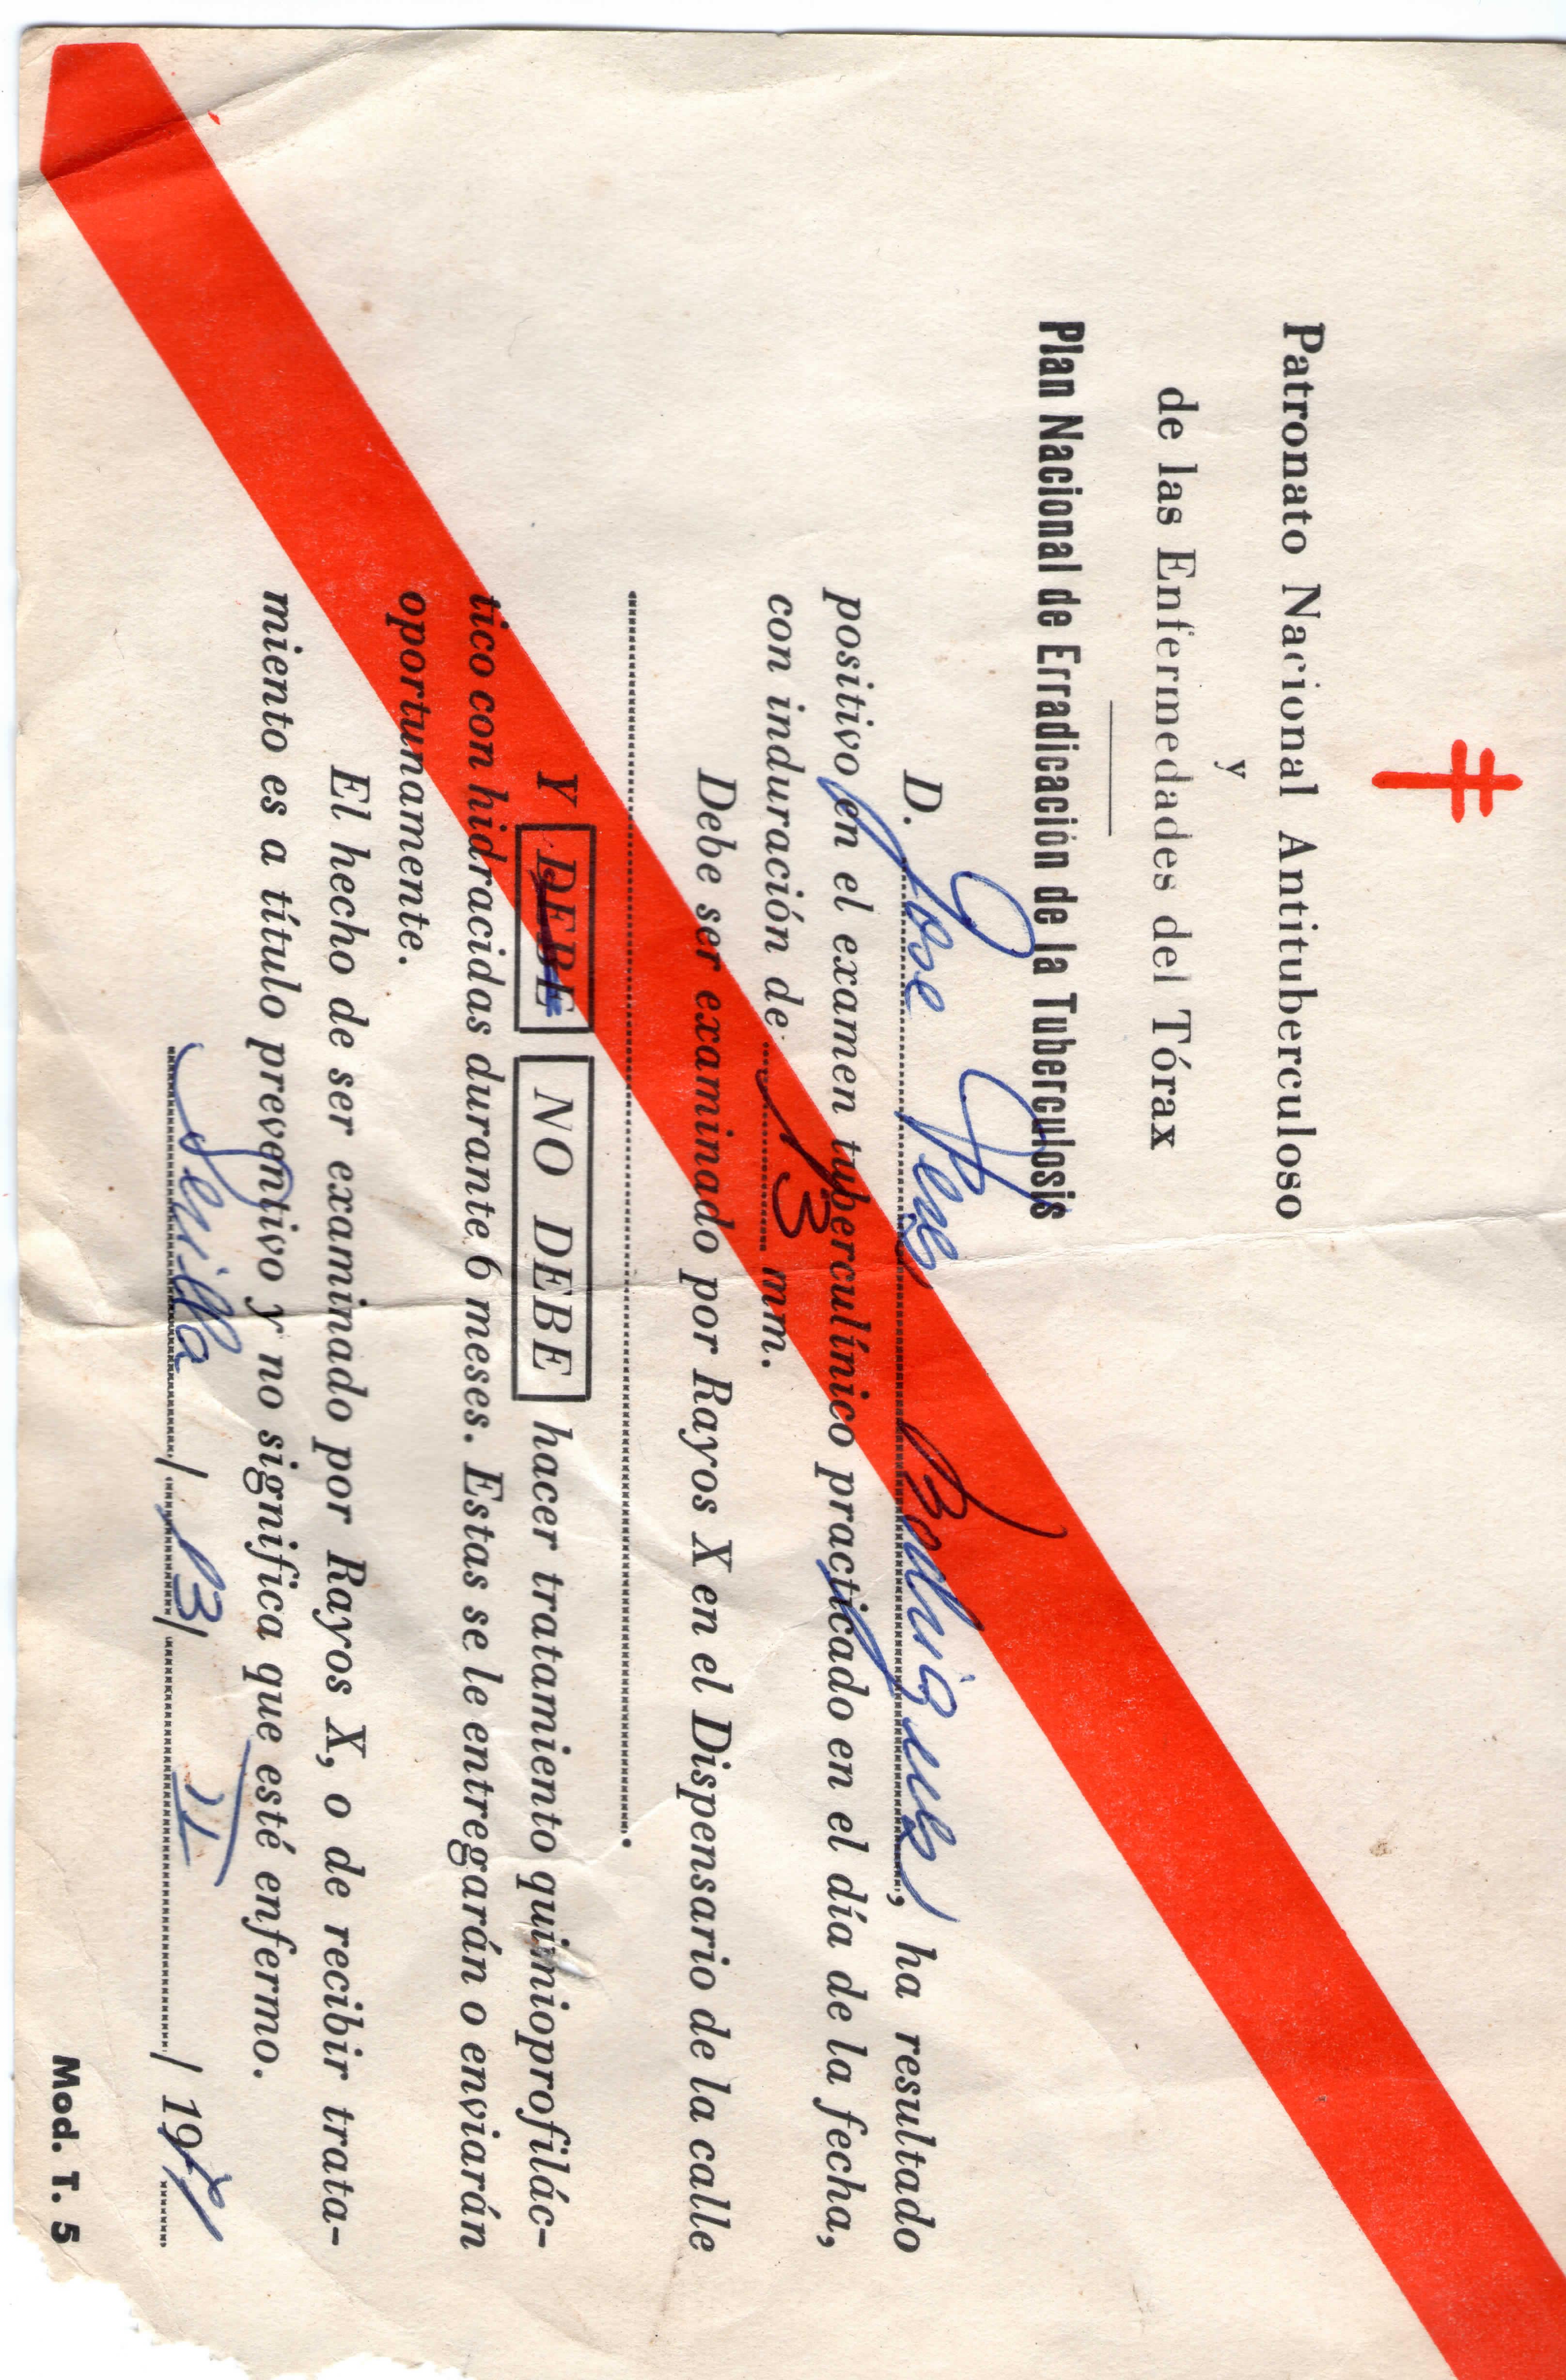 Patronato Nacional Antituberculoso
y
de las Enfermedades del Tórax
Plan Nacional de Erradicación de la Tuberculosis
D. Jose Ruiz Rodriguez, ha resultado
positivo en el examen tuberculínico practicado en el día de la fecha,
con induración de 13 mm.
Debe ser examinado por Rayos X en el Dispensario de la calle
Y DEBE NO DEBE hacer tratamiento quimioprofilác-
tico con hidracidas durante 6 meses. Estas se le entregarán o enviarán
oportunamente.
El hecho de ser examinado por Rayos X, o de recibir trata-
miento es a título preventivo y no significa que esté enfermo.
Sevilla / 13 / II / 1971
Mod. T. 5